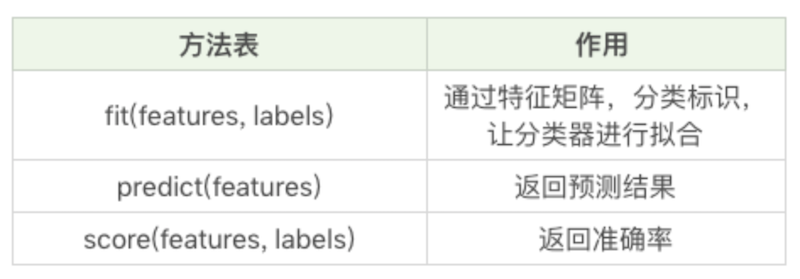 方法表
作用
fit(features, labels)
通过特征矩阵，分类标识，
让分类器进行拟合
predict(features)
返回预测结果
score(features, labels)
返回准确率